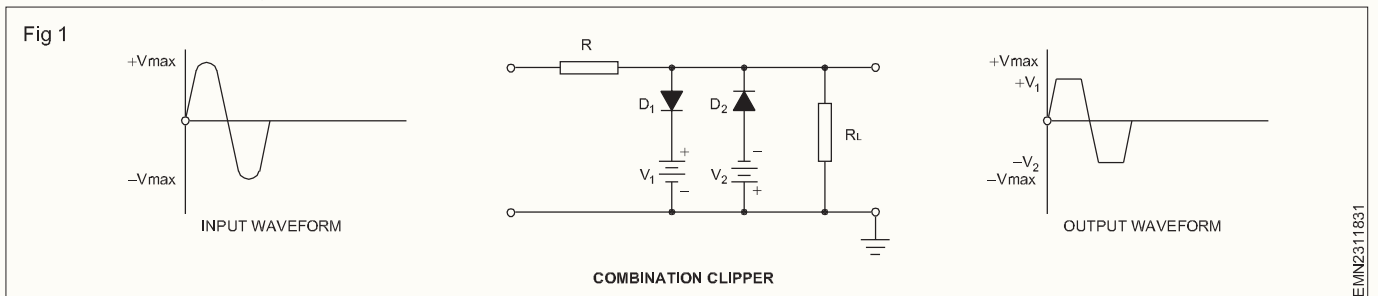 Fig 1
+Vmax
−Vmax
INPUT WAVEFORM
R
D1
D2
+
V1
−
−
V2
+
RL
COMBINATION CLIPPER
+Vmax
+V1
−V2
−Vmax
OUTPUT WAVEFORM
EMN2311831